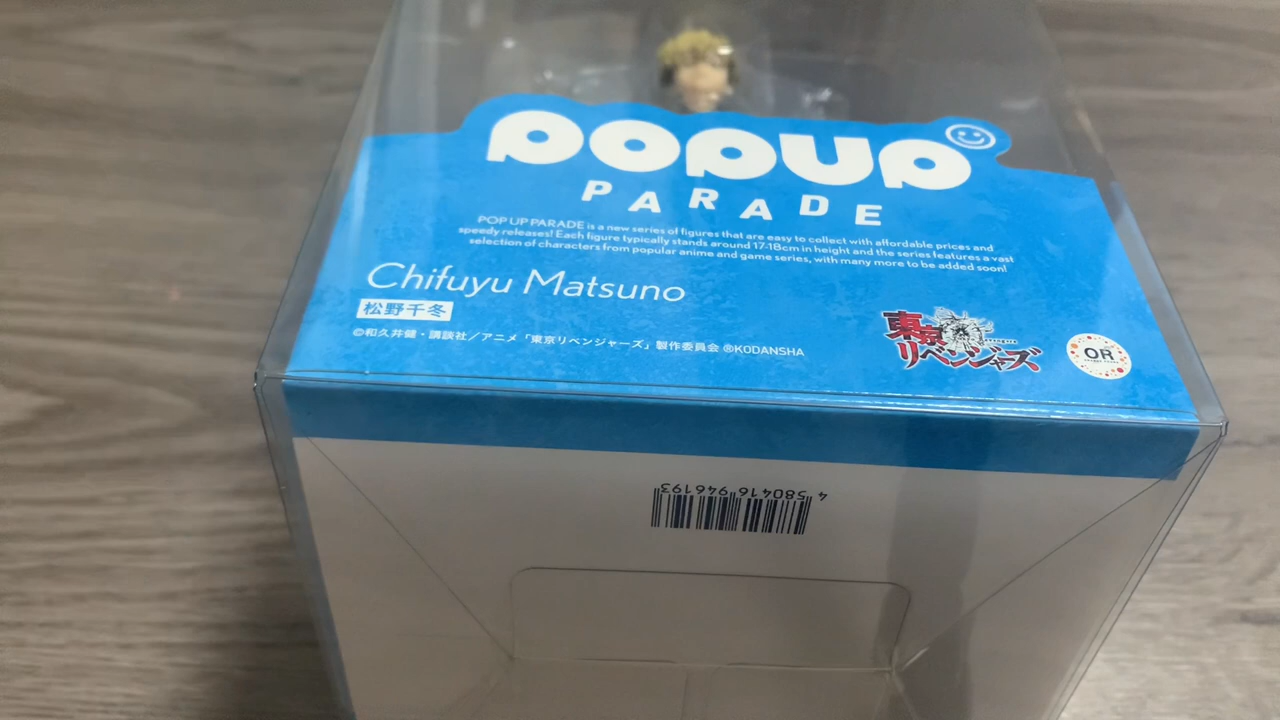 POPUP
PARADE
POP UP PARADE is a new series of figures that are easy to collect with affordable prices and
speedy releases! Each figure typically stands around 17-18cm in height and the series features a vast
selection of characters from popular anime and game series, with many more to be added soon!
Chifuyu Matsuno
松野千冬
©和久井健・講談社／アニメ「東京リベンジャーズ」製作委員会 ®KODANSHA
東京
リベンジャーズ
OR
4 580416 946193